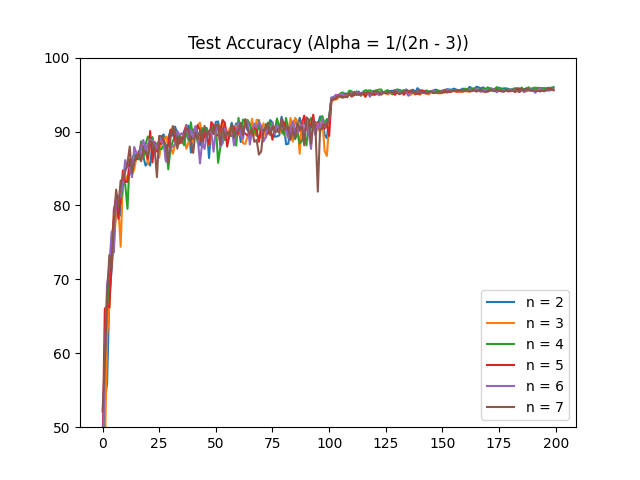 Test Accuracy (Alpha = 1/(2n - 3))
100
90
80
70
60
50
0 25 50 75 100 125 150 175 200
n = 2
n = 3
n = 4
n = 5
n = 6
n = 7